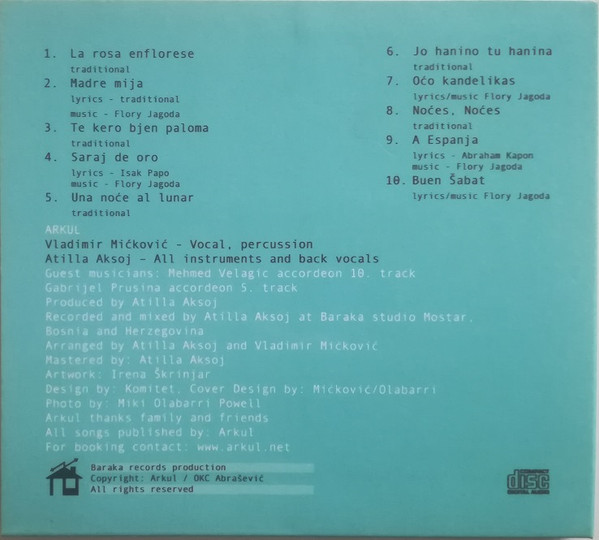 1. La rosa enflorese
traditional
2. Madre mija
lyrics - traditional
music - Flory Jagoda
3. Te kero bjen paloma
traditional
4. Saraj de oro
lyrics - Isak Papo
music - Flory Jagoda
5. Una noće al lunar
traditional
6. Jo hanino tu hanina
traditional
7. Oćo kandelikas
lyrics/music Flory Jagoda
8. Noćes, Noćes
traditional
9. A Espanja
lyrics - Abraham Kapon
music - Flory Jagoda
10. Buen Šabat
lyrics/music Flory Jagoda
ARKUL
Vladimir Mićković - Vocal, percussion
Atilla Aksoj - All instruments and back vocals
Guest musicians: Mehmed Velagic accordeon 10. track
Gabrijel Prusina accordeon 5. track
Produced by Atilla Aksoj
Recorded and mixed by Atilla Aksoj at Baraka studio Mostar,
Bosnia and Herzegovina
Arranged by Atilla Aksoj and Vladimir Mićković
Mastered by: Atilla Aksoj
Artwork: Irena Škrinjar
Design by: Komitet, Cover Design by: Mićković/Olabarri
Photo by: Miki Olabarri Powell
Arkul thanks family and friends
All songs published by: Arkul
For booking contact: www.arkul.net
Baraka records production
Copyright: Arkul / OKC Abrašević
All rights reserved
disc